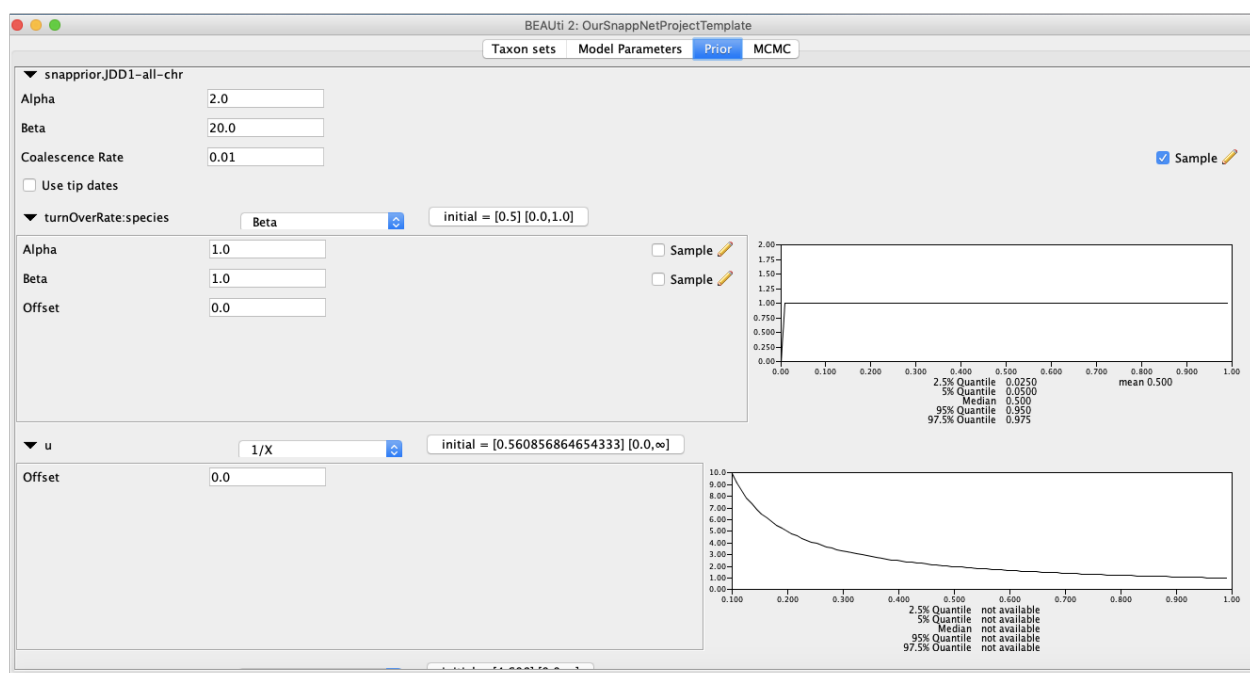 BEAUti 2: OurSnappNetProjectTemplate
Taxon sets Model Parameters Prior MCMC
snapprior.JDD1-all-chr
Alpha 2.0
Beta 20.0
Coalescence Rate 0.01 Sample
Use tip dates
turnOverRate:species Beta initial = [0.5] [0.0,1.0]
Alpha 1.0 Sample
Beta 1.0 Sample
Offset 0.0
2.00
1.75
1.50
1.25
1.00
0.750
0.500
0.250
0.00
0.00 0.100 0.200 0.300 0.400 0.500 0.600 0.700 0.800 0.900 1.00
2.5% Quantile 0.0250 mean 0.500
5% Quantile 0.0500
Median 0.500
95% Quantile 0.950
97.5% Quantile 0.975
u 1/X initial = [0.560856864654333] [0.0,∞]
Offset 0.0
10.0
9.00
8.00
7.00
6.00
5.00
4.00
3.00
2.00
1.00
0.00
0.100 0.200 0.300 0.400 0.500 0.600 0.700 0.800 0.900 1.00
2.5% Quantile not available
5% Quantile not available
Median not available
95% Quantile not available
97.5% Quantile not available